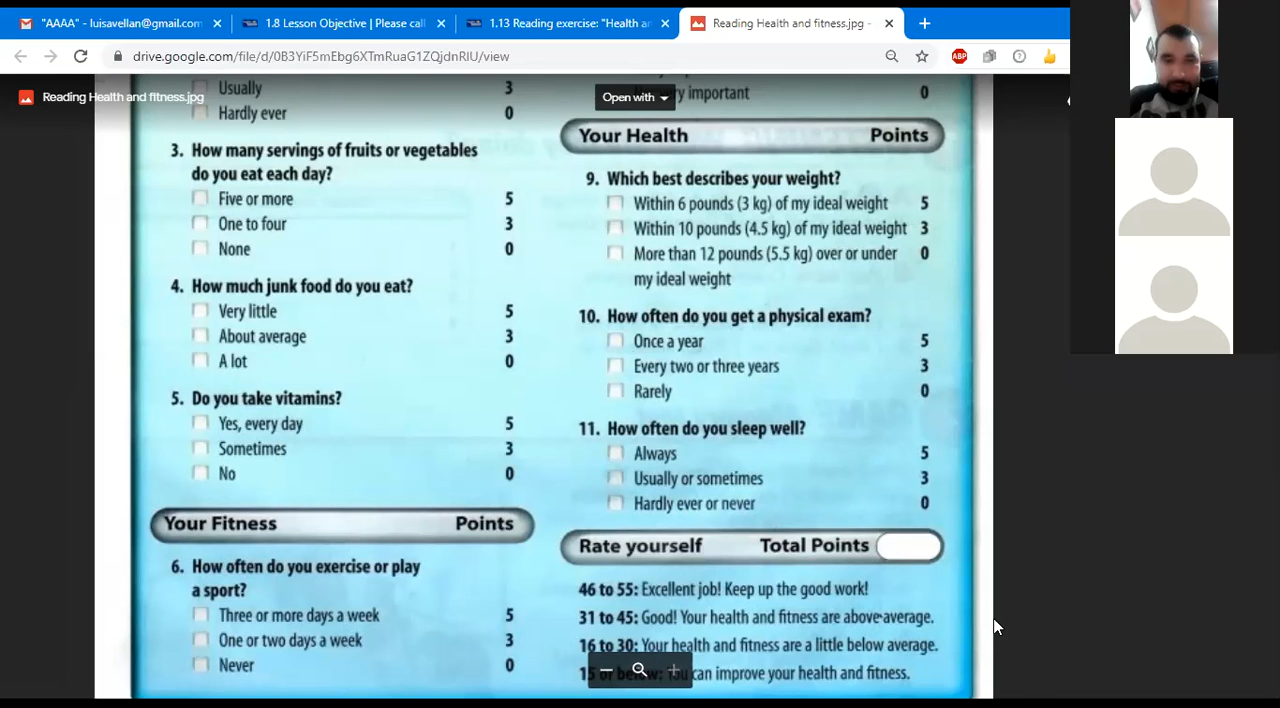 "AAAA" - luisavellan@gmail.com
1.8 Lesson Objective | Please call
1.13 Reading exercise: "Health an
Reading Health and fitness.jpg -
drive.google.com/file/d/0B3YiF5mEbg6XTmRuaG1ZQjdnRlU/view
ABP
Reading Health and fitness.jpg
Open with
Usually 3
Hardly ever 0
3. How many servings of fruits or vegetables
do you eat each day?
Five or more 5
One to four 3
None 0
4. How much junk food do you eat?
Very little 5
About average 3
A lot 0
5. Do you take vitamins?
Yes, every day 5
Sometimes 3
No 0
Your Fitness Points
6. How often do you exercise or play
a sport?
Three or more days a week 5
One or two days a week 3
Never 0
important 0
Your Health Points
9. Which best describes your weight?
Within 6 pounds (3 kg) of my ideal weight 5
Within 10 pounds (4.5 kg) of my ideal weight 3
More than 12 pounds (5.5 kg) over or under 0
my ideal weight
10. How often do you get a physical exam?
Once a year 5
Every two or three years 3
Rarely 0
11. How often do you sleep well?
Always 5
Usually or sometimes 3
Hardly ever or never 0
Rate yourself Total Points
46 to 55: Excellent job! Keep up the good work!
31 to 45: Good! Your health and fitness are above average.
16 to 30: Your health and fitness are a little below average.
15 or below: You can improve your health and fitness.